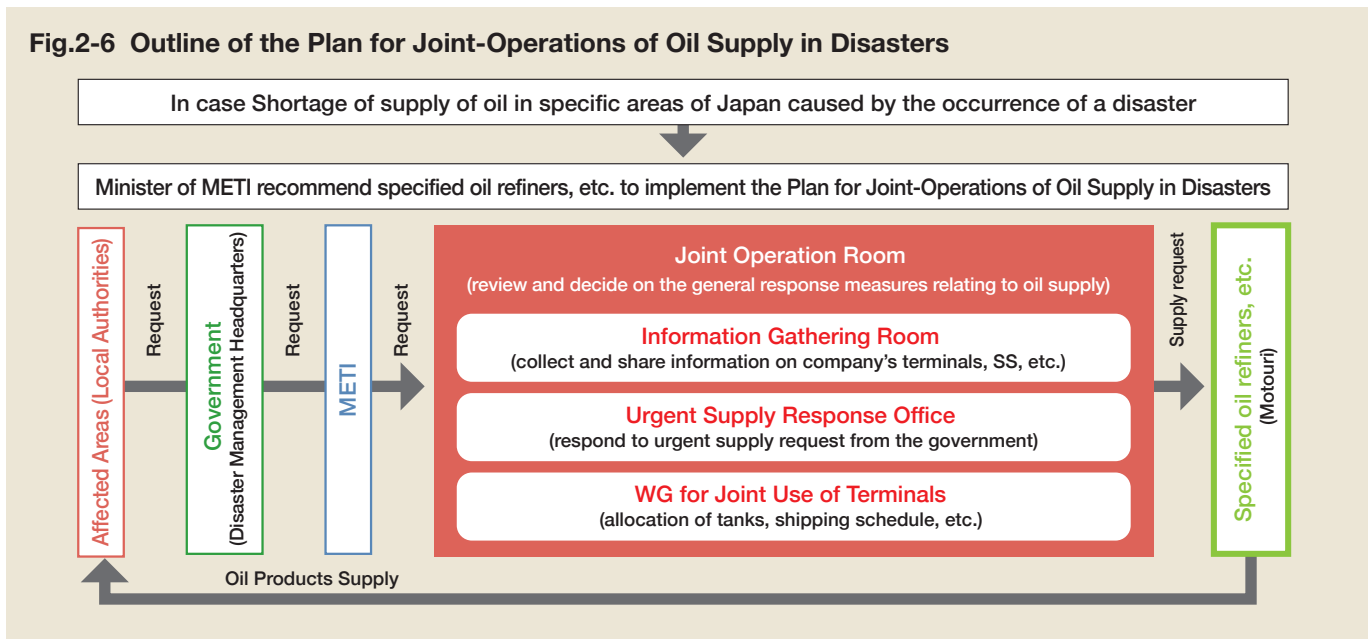 Fig.2-6 Outline of the Plan for Joint-Operations of Oil Supply in Disasters
In case Shortage of supply of oil in specific areas of Japan caused by the occurrence of a disaster
Minister of METI recommend specified oil refiners, etc. to implement the Plan for Joint-Operations of Oil Supply in Disasters
Affected Areas (Local Authorities)
Request
Government
(Disaster Management Headquarters)
Request
METI
Request
Joint Operation Room
(review and decide on the general response measures relating to oil supply)
Information Gathering Room
(collect and share information on company's terminals, SS, etc.)
Urgent Supply Response Office
(respond to urgent supply request from the government)
WG for Joint Use of Terminals
(allocation of tanks, shipping schedule, etc.)
Supply request
Specified oil refiners, etc.
(Motouri)
Oil Products Supply